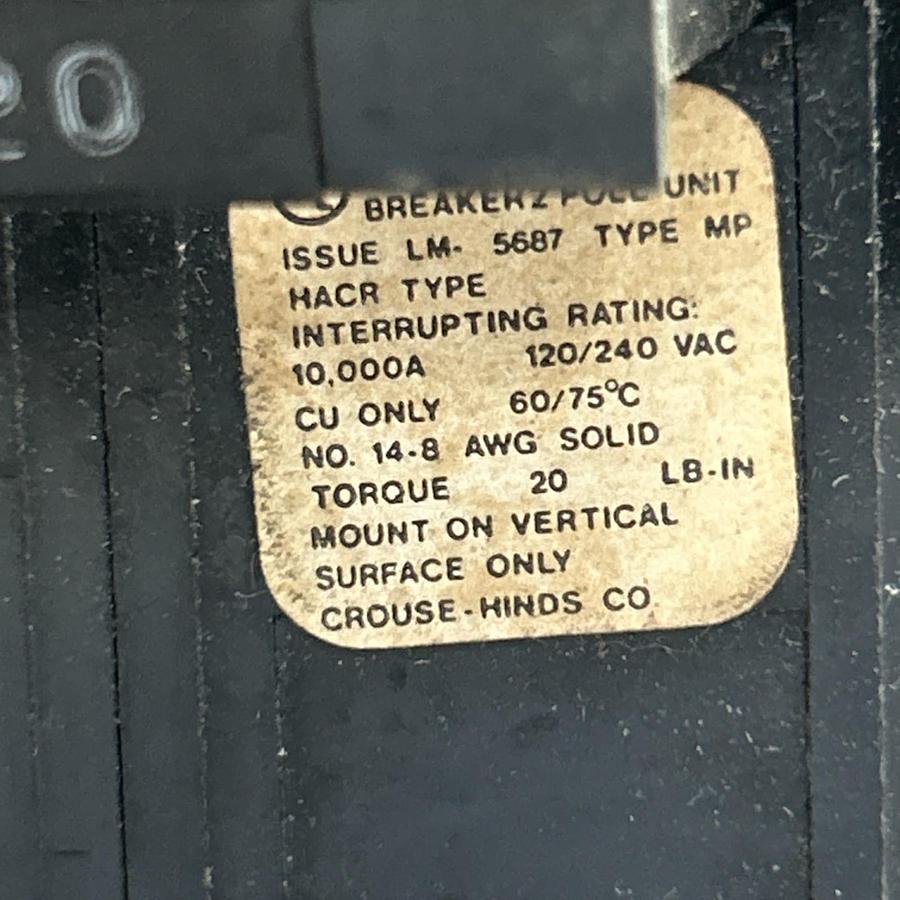 20
BREAKER 2 POLE UNIT
ISSUE LM- 5687 TYPE MP
HACR TYPE
INTERRUPTING RATING:
10,000A 120/240 VAC
CU ONLY 60/75°C
NO. 14-8 AWG SOLID
TORQUE 20 LB-IN
MOUNT ON VERTICAL
SURFACE ONLY
CROUSE-HINDS CO.